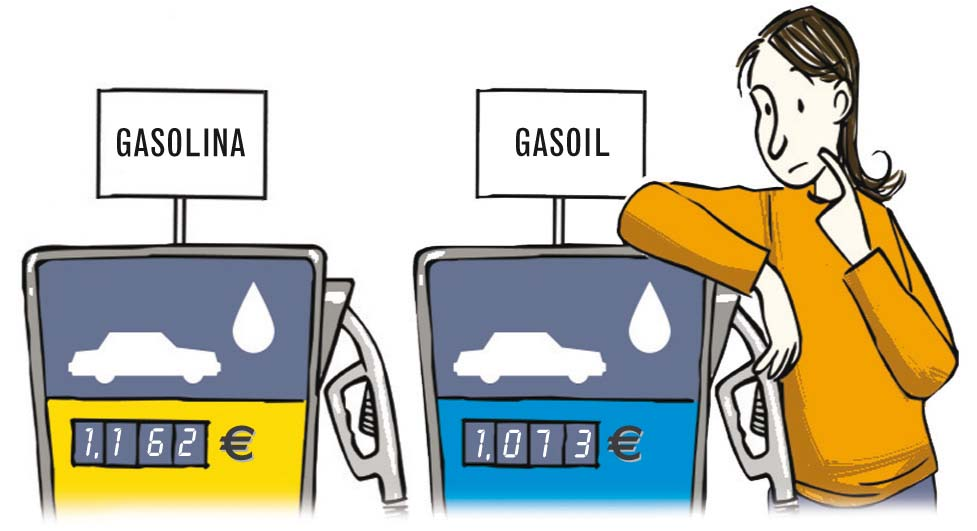 GASOLINA
GASOIL
1,162 €
1,073 €